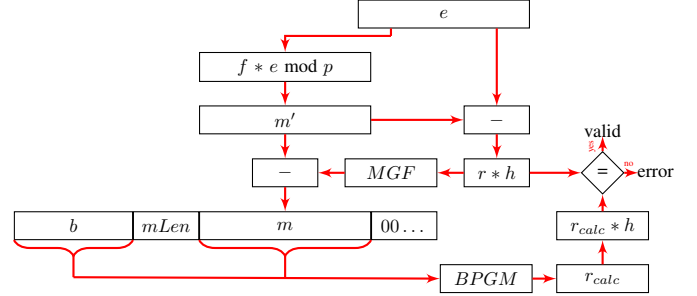 e
f * e mod p
m′ −
valid
yes
− MGF r * h = no error
b mLen m 00 … r_calc * h
BPGM r_calc